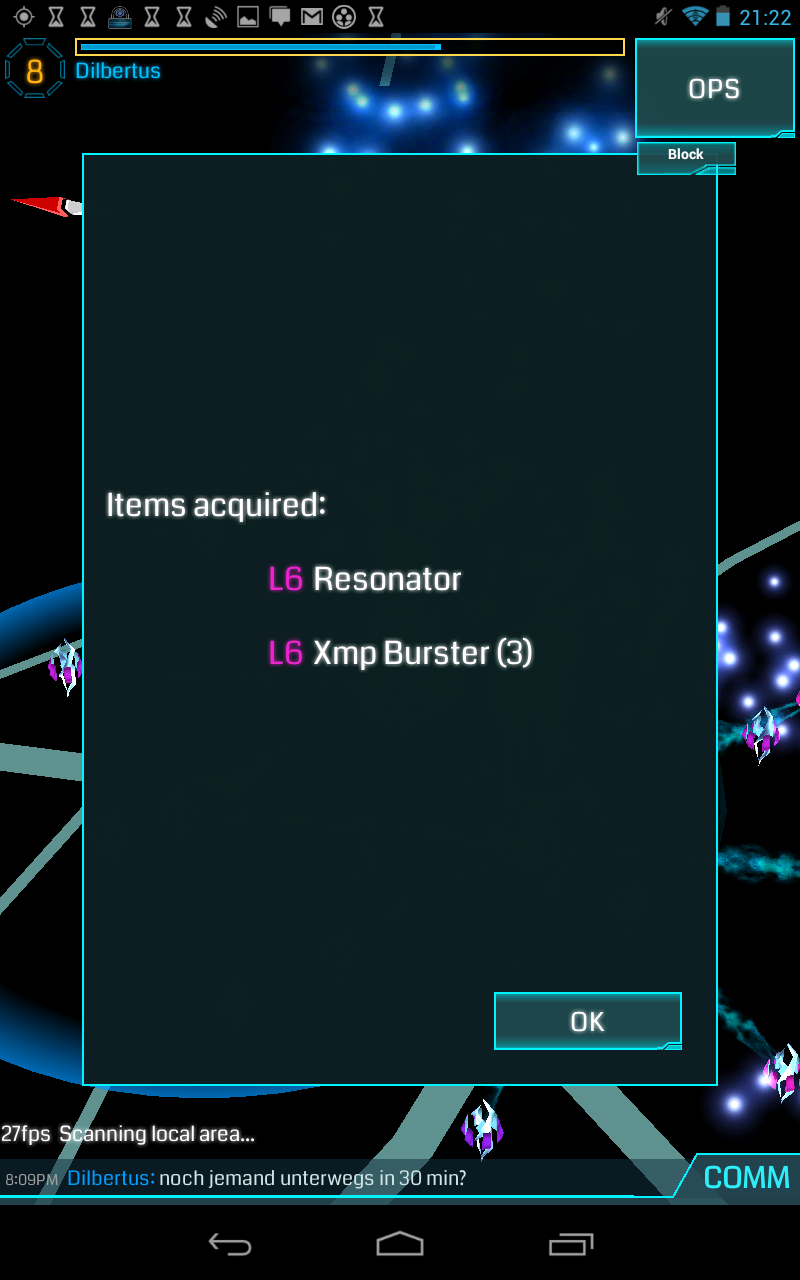 21:22
8
Dilbertus
OPS
Block
Items acquired:
L6 Resonator
L6 Xmp Burster (3)
OK
27fps Scanning local area...
8:09PM Dilbertus: noch jemand unterwegs in 30 min?
COMM